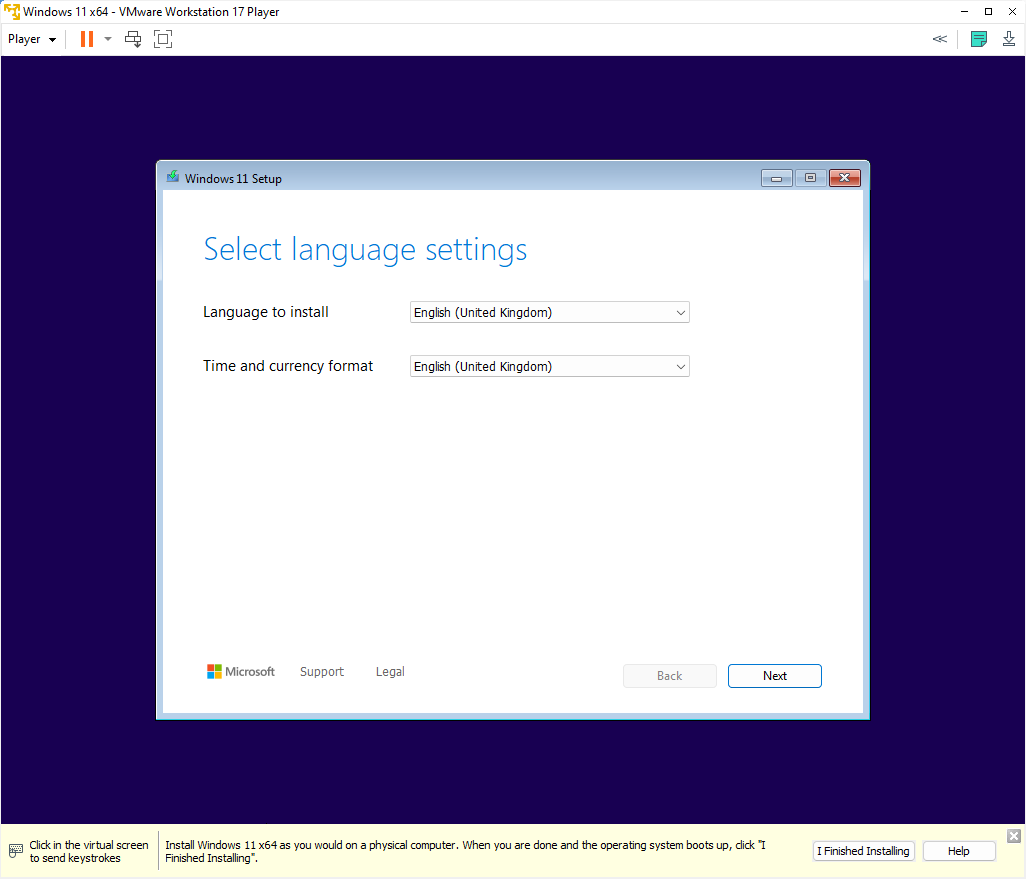 Windows 11 x64 - VMware Workstation 17 Player
Player
Windows 11 Setup
Select language settings
Language to install English (United Kingdom)
Time and currency format English (United Kingdom)
Microsoft Support Legal Back Next
Click in the virtual screen
to send keystrokes
Install Windows 11 x64 as you would on a physical computer. When you are done and the operating system boots up, click "I
Finished Installing".
I Finished Installing Help